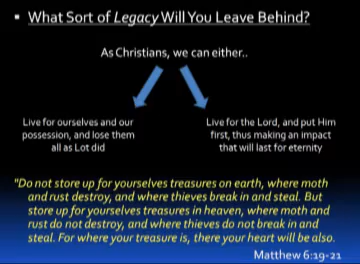 ▪ What Sort of Legacy Will You Leave Behind?
As Christians, we can either..
Live for ourselves and our
possession, and lose them
all as Lot did
Live for the Lord, and put Him
first, thus making an impact
that will last for eternity
"Do not store up for yourselves treasures on earth, where moth
and rust destroy, and where thieves break in and steal. But
store up for yourselves treasures in heaven, where moth and
rust do not destroy, and where thieves do not break in and
steal. For where your treasure is, there your heart will be also.
Matthew 6:19-21